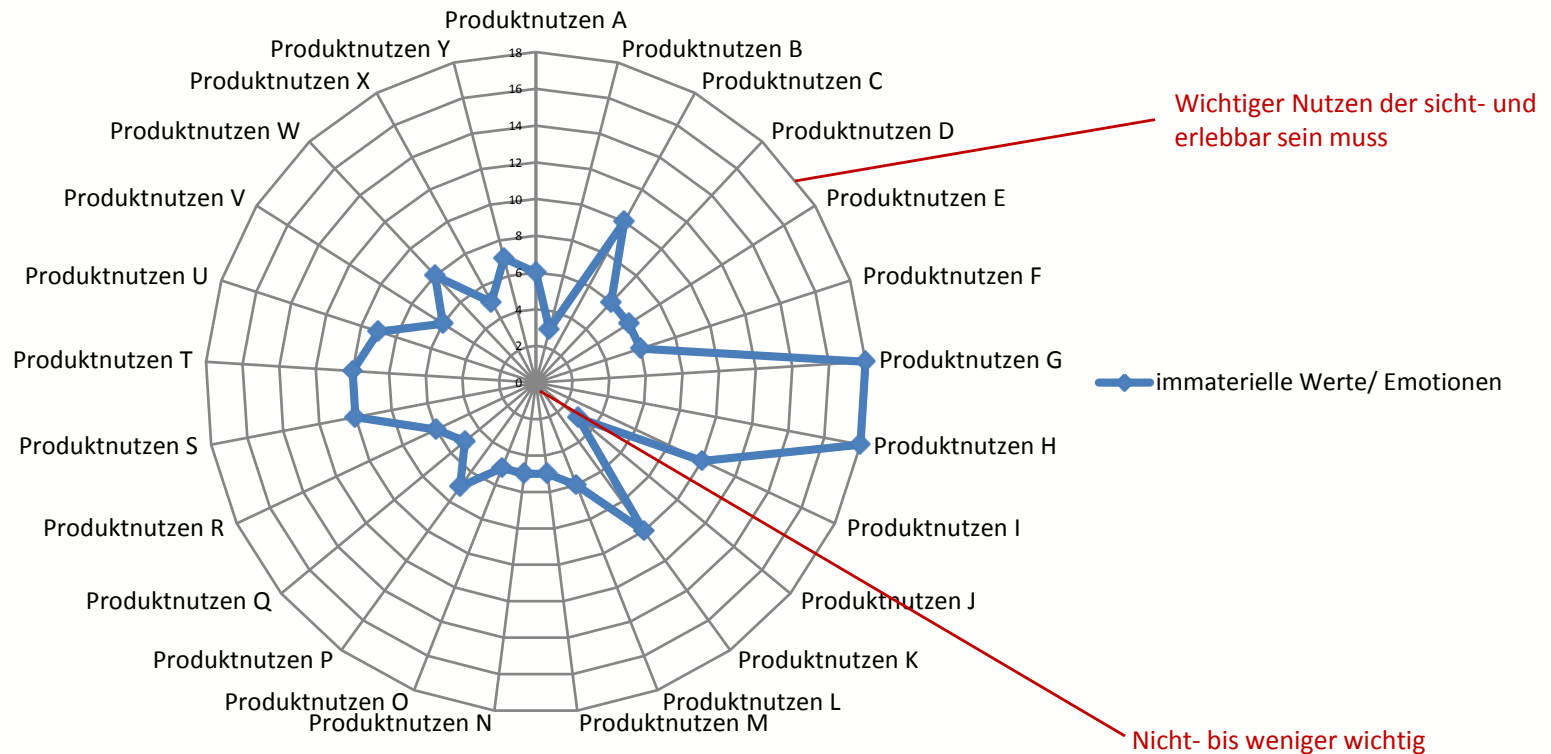 Produktnutzen A
Produktnutzen B
Produktnutzen C
Produktnutzen D
Produktnutzen E
Produktnutzen F
Produktnutzen G
Produktnutzen H
Produktnutzen I
Produktnutzen J
Produktnutzen K
Produktnutzen L
Produktnutzen M
Produktnutzen N
Produktnutzen O
Produktnutzen P
Produktnutzen Q
Produktnutzen R
Produktnutzen S
Produktnutzen T
Produktnutzen U
Produktnutzen V
Produktnutzen W
Produktnutzen X
Produktnutzen Y
18
16
14
12
10
8
6
4
2
0
Wichtiger Nutzen der sicht- und
erlebbar sein muss
immaterielle Werte/ Emotionen
Nicht- bis weniger wichtig